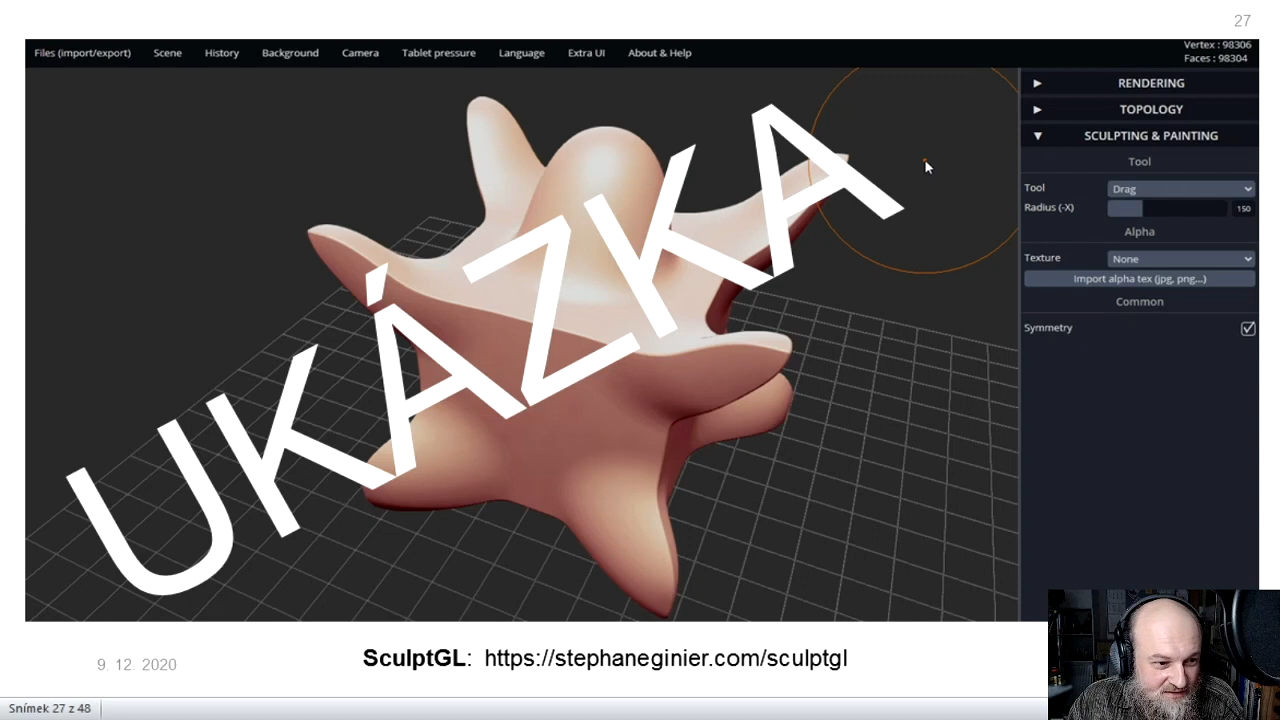 27
Files (import/export) Scene History Background Camera Tablet pressure Language Extra UI About & Help
Vertex : 98306
Faces : 98304
RENDERING
TOPOLOGY
SCULPTING & PAINTING
Tool
Tool Drag
Radius (-X) 150
Alpha
Texture None
Import alpha tex (jpg, png...)
Common
Symmetry
UKÁZKA
9. 12. 2020
SculptGL: https://stephaneginier.com/sculptgl
Snímek 27 z 48